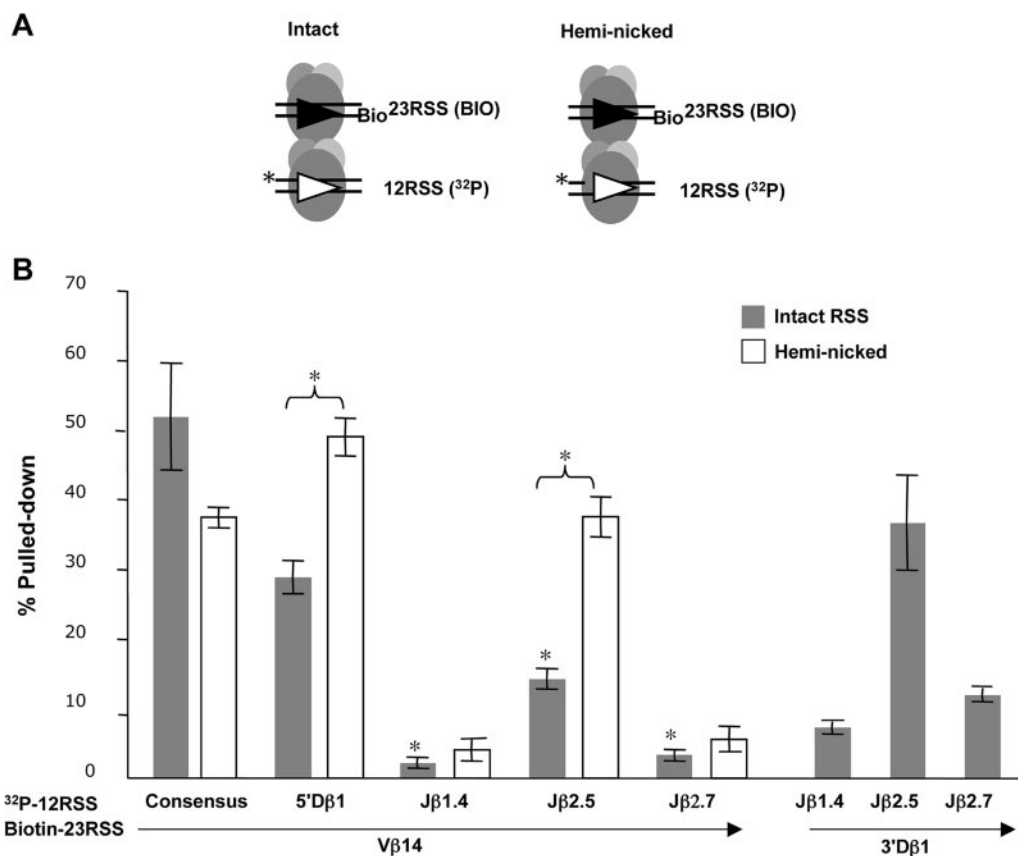 A
Intact
Hemi-nicked
Bio23RSS (BIO)
Bio23RSS (BIO)
*
12RSS (³²P)
*
12RSS (³²P)
B
% Pulled-down
70
60
50
40
30
20
10
0
Intact RSS
Hemi-nicked
*
*
*
*
*
³²P-12RSS
Consensus
5'Dβ1
Jβ1.4
Jβ2.5
Jβ2.7
Jβ1.4
Jβ2.5
Jβ2.7
Biotin-23RSS
Vβ14
3'Dβ1